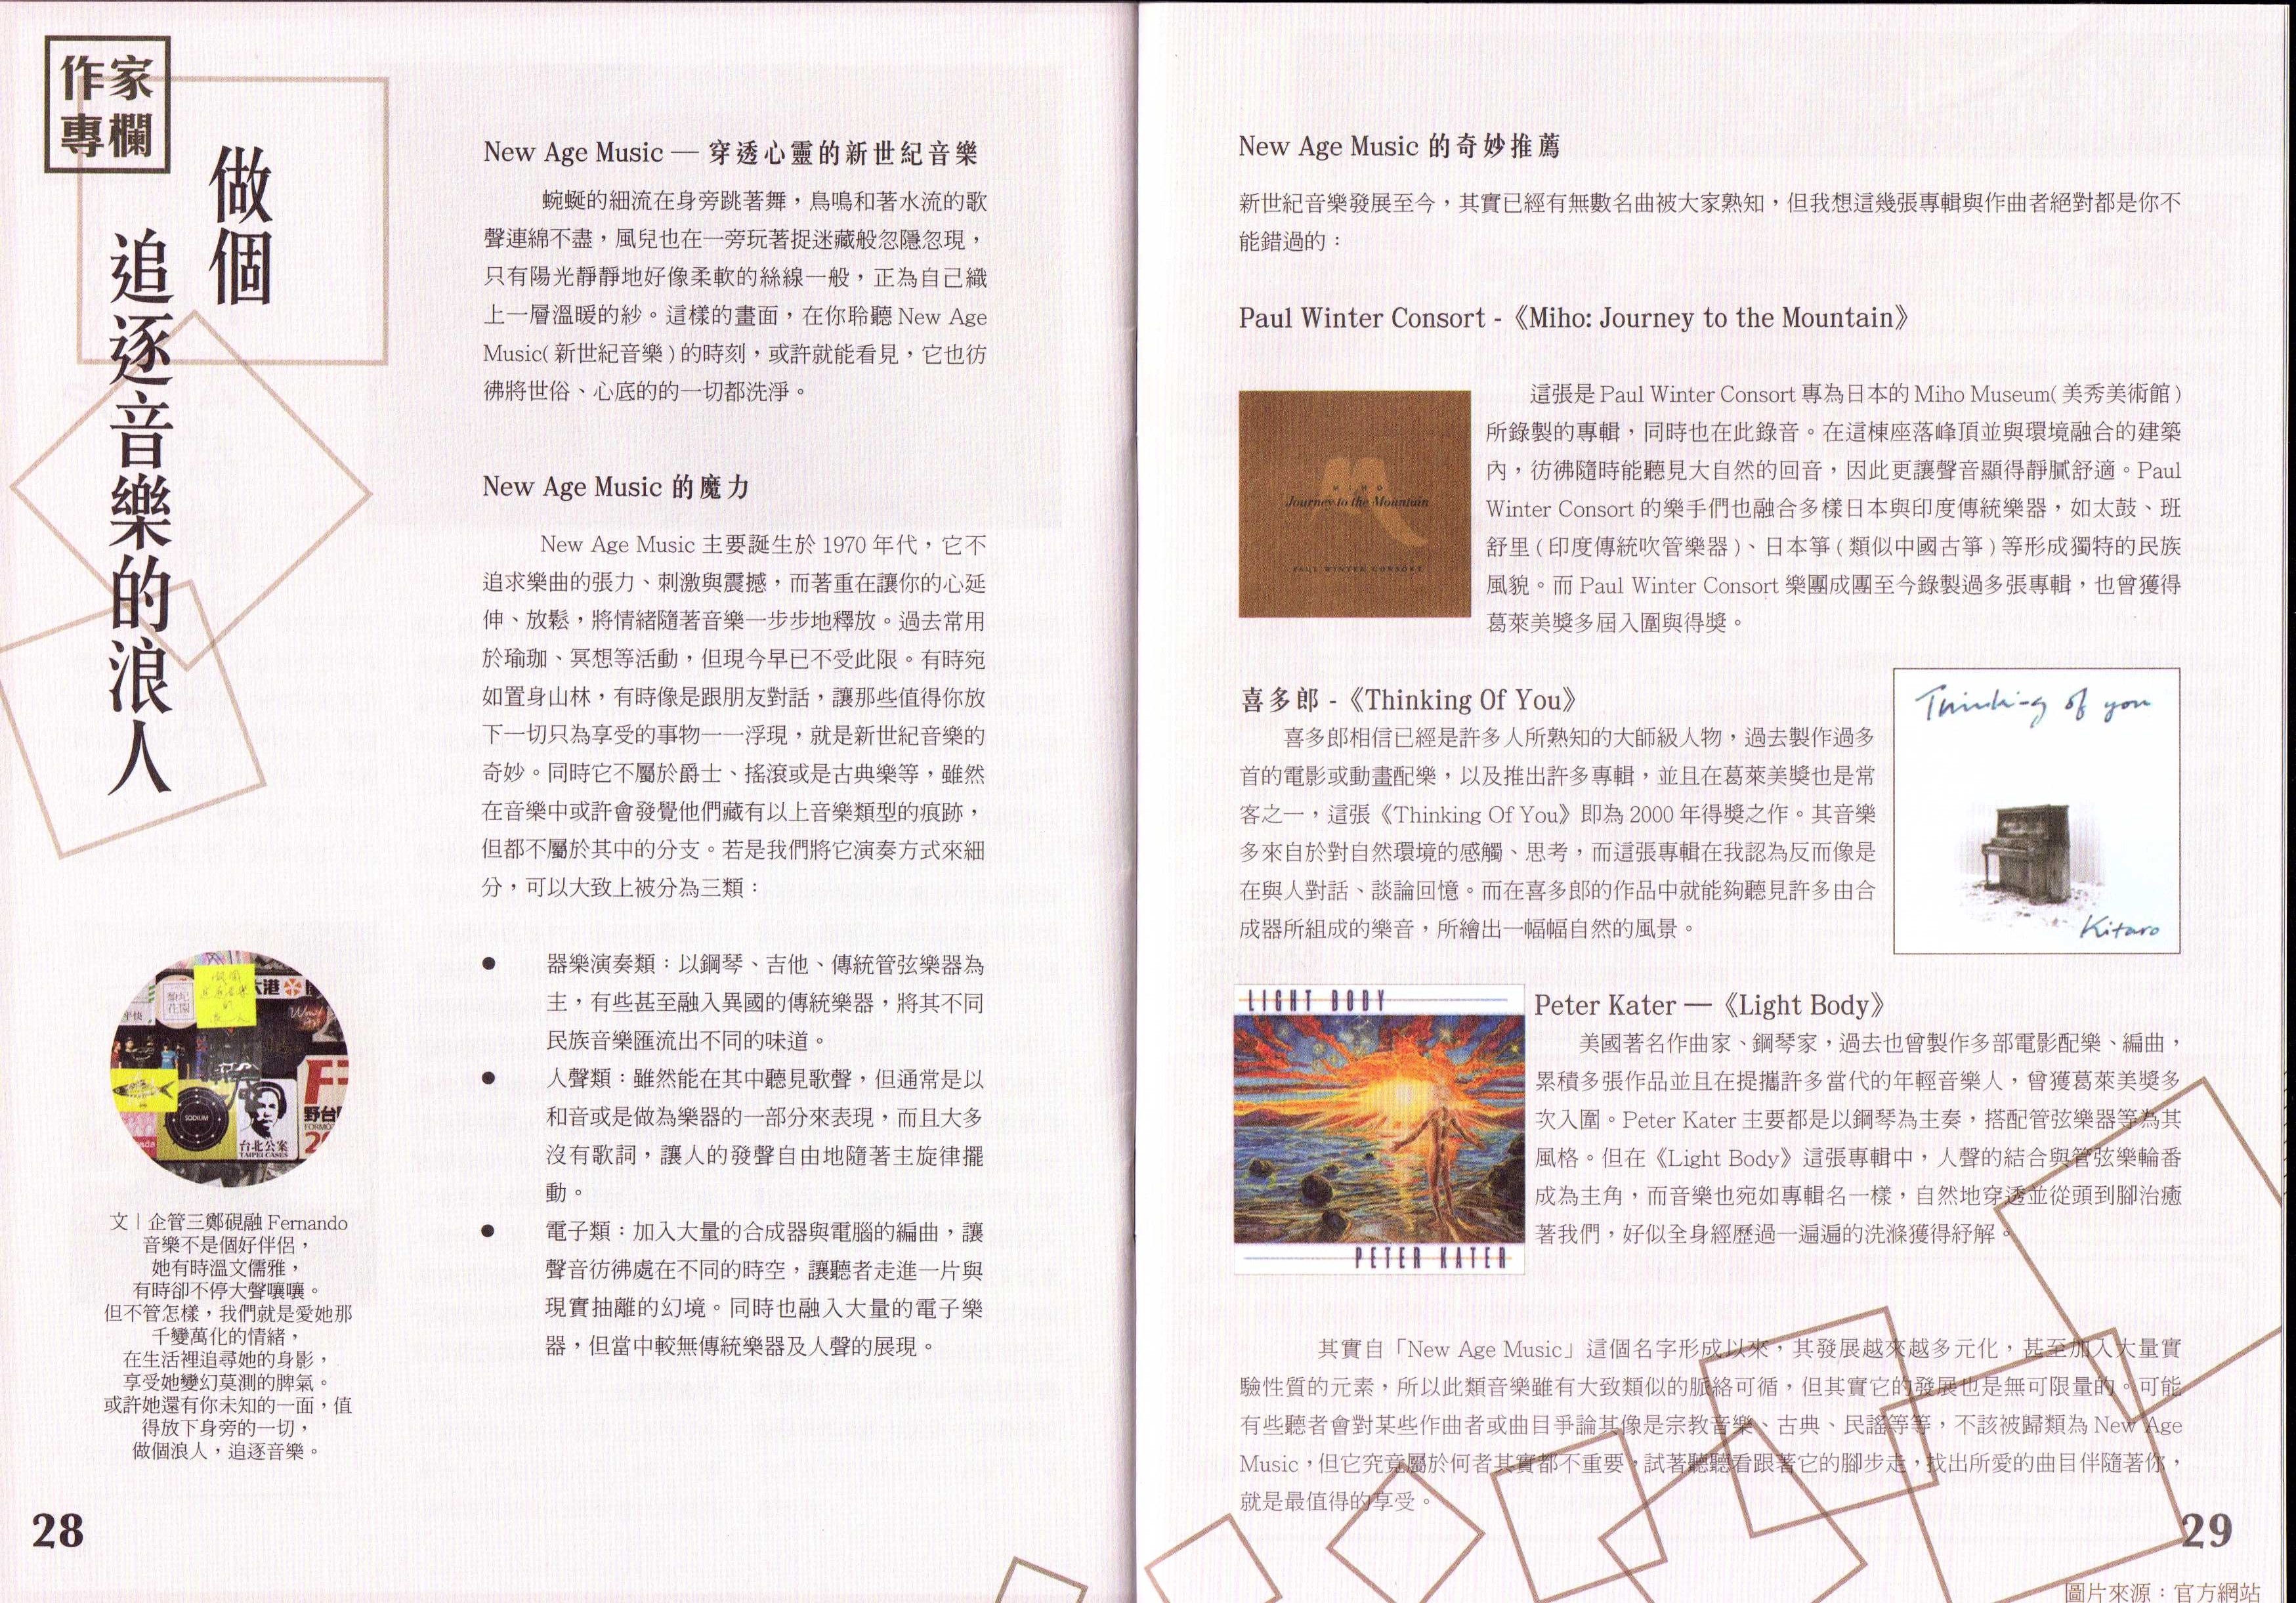 作家
專欄
做個
追逐音樂的浪人
New Age Music — 穿透心靈的新世紀音樂
蜿蜒的細流在身旁跳著舞，鳥鳴和著水流的歌
聲連綿不盡，風兒也在一旁玩著捉迷藏般忽隱忽現，
只有陽光靜靜地好像柔軟的絲線一般，正為自己織
上一層溫暖的紗。這樣的畫面，在你聆聽 New Age
Music( 新世紀音樂 ) 的時刻，或許就能看見，它也彷
彿將世俗、心底的的一切都洗淨。
New Age Music 的魔力
New Age Music 主要誕生於 1970 年代，它不
追求樂曲的張力、刺激與震撼，而著重在讓你的心延
伸、放鬆，將情緒隨著音樂一步步地釋放。過去常用
於瑜珈、冥想等活動，但現今早已不受此限。有時宛
如置身山林，有時像是跟朋友對話，讓那些值得你放
下一切只為享受的事物一一浮現，就是新世紀音樂的
奇妙。同時它不屬於爵士、搖滾或是古典樂等，雖然
在音樂中或許會發覺他們藏有以上音樂類型的痕跡，
但都不屬於其中的分支。若是我們將它演奏方式來細
分，可以大致上被分為三類：
● 器樂演奏類：以鋼琴、吉他、傳統管弦樂器為
主，有些甚至融入異國的傳統樂器，將其不同
民族音樂匯流出不同的味道。
● 人聲類：雖然能在其中聽見歌聲，但通常是以
和音或是做為樂器的一部分來表現，而且大多
沒有歌詞，讓人的發聲自由地隨著主旋律擺
動。
● 電子類：加入大量的合成器與電腦的編曲，讓
聲音彷彿處在不同的時空，讓聽者走進一片與
現實抽離的幻境。同時也融入大量的電子樂
器，但當中較無傳統樂器及人聲的展現。
大港
SODIUM
台北公案
TAIPEI CASES
野台
文｜企管三鄭硯融 Fernando
音樂不是個好伴侶，
她有時溫文儒雅，
有時卻不停大聲嚷嚷。
但不管怎樣，我們就是愛她那
千變萬化的情緒，
在生活裡追尋她的身影，
享受她變幻莫測的脾氣。
或許她還有你未知的一面，值
得放下身旁的一切，
做個浪人，追逐音樂。
28
New Age Music 的奇妙推薦
新世紀音樂發展至今，其實已經有無數名曲被大家熟知，但我想這幾張專輯與作曲者絕對都是你不
能錯過的：
Paul Winter Consort -《Miho: Journey to the Mountain》
MIHO
Journey to the Mountain
PAUL WINTER CONSORT
這張是 Paul Winter Consort 專為日本的 Miho Museum( 美秀美術館 )
所錄製的專輯，同時也在此錄音。在這棟座落峰頂並與環境融合的建築
內，彷彿隨時能聽見大自然的回音，因此更讓聲音顯得靜膩舒適。Paul
Winter Consort 的樂手們也融合多樣日本與印度傳統樂器，如太鼓、班
舒里 ( 印度傳統吹管樂器 )、日本箏 ( 類似中國古箏 ) 等形成獨特的民族
風貌。而 Paul Winter Consort 樂團成團至今錄製過多張專輯，也曾獲得
葛萊美獎多屆入圍與得獎。
喜多郎 -《Thinking Of You》
喜多郎相信已經是許多人所熟知的大師級人物，過去製作過多
首的電影或動畫配樂，以及推出許多專輯，並且在葛萊美獎也是常
客之一，這張《Thinking Of You》即為 2000 年得獎之作。其音樂
多來自於對自然環境的感觸、思考，而這張專輯在我認為反而像是
在與人對話、談論回憶。而在喜多郎的作品中就能夠聽見許多由合
成器所組成的樂音，所繪出一幅幅自然的風景。
Thinking of you
Kitaro
LIGHT BODY
PETER KATER
Peter Kater —《Light Body》
美國著名作曲家、鋼琴家，過去也曾製作多部電影配樂、編曲，
累積多張作品並且在提攜許多當代的年輕音樂人，曾獲葛萊美獎多
次入圍。Peter Kater 主要都是以鋼琴為主奏，搭配管弦樂器等為其
風格。但在《Light Body》這張專輯中，人聲的結合與管弦樂輪番
成為主角，而音樂也宛如專輯名一樣，自然地穿透並從頭到腳治癒
著我們，好似全身經歷過一遍遍的洗滌獲得紓解。
其實自「New Age Music」這個名字形成以來，其發展越來越多元化，甚至加入大量實
驗性質的元素，所以此類音樂雖有大致類似的脈絡可循，但其實它的發展也是無可限量的。可能
有些聽者會對某些作曲者或曲目爭論其像是宗教音樂、古典、民謠等等，不該被歸類為 New Age
Music，但它究竟屬於何者其實都不重要，試著聽聽看跟著它的腳步走，找出所愛的曲目伴隨著你，
就是最值得的享受。
29
圖片來源：官方網站